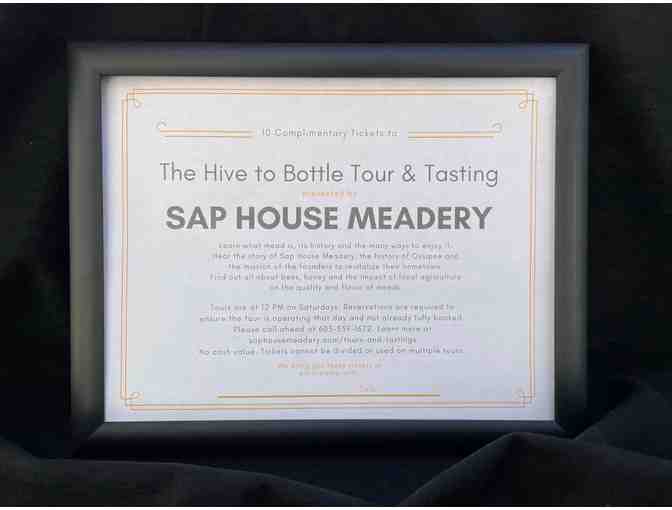 10 Complimentary Tickets to
The Hive to Bottle Tour & Tasting
presented by
SAP HOUSE MEADERY
Learn what mead is, its history and the many ways to enjoy it.
Hear the story of Sap House Meadery, the history of Ossipee and
the mission of the founders to revitalize their hometown.
Find out all about bees, honey and the impact of local agriculture
on the quality and flavor of meads.
Tours are at 12 PM on Saturdays. Reservations are required to
ensure the tour is operating that day and not already fully booked.
Please call ahead at 603-539-1672. Learn more at
saphousemeadery.com/tours-and-tastings
No cash value. Tickets cannot be divided or used on multiple tours.